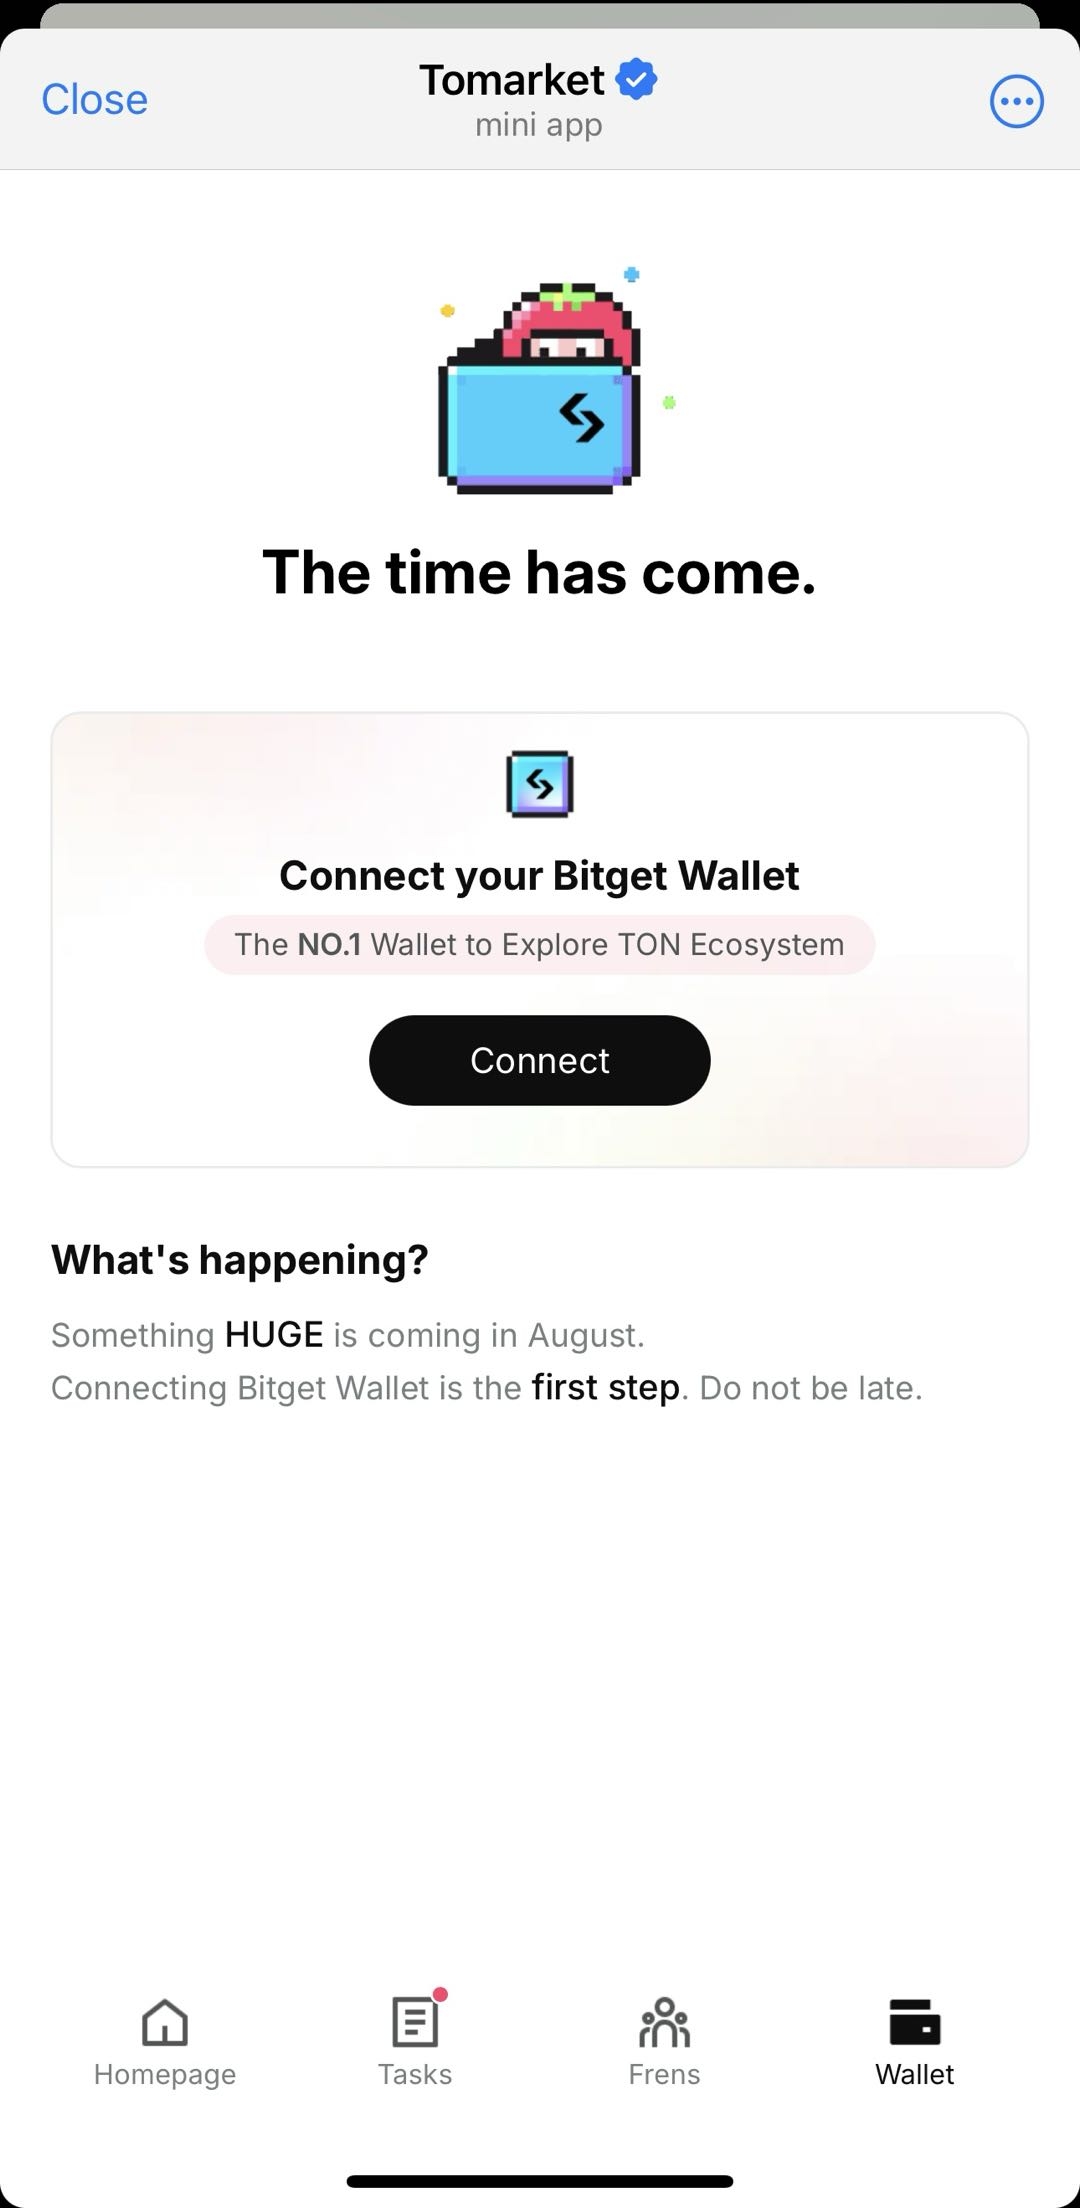 Close
Tomarket
mini app
The time has come.
Connect your Bitget Wallet
The NO.1 Wallet to Explore TON Ecosystem
Connect
What's happening?
Something HUGE is coming in August.
Connecting Bitget Wallet is the first step. Do not be late.
Homepage
Tasks
Frens
Wallet